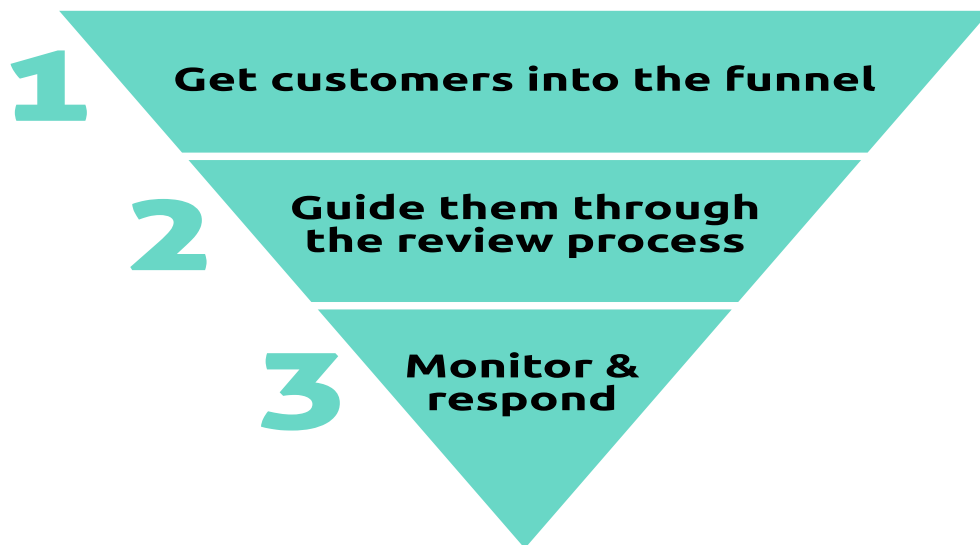 1
Get customers into the funnel
2
Guide them through
the review process
3
Monitor &
respond